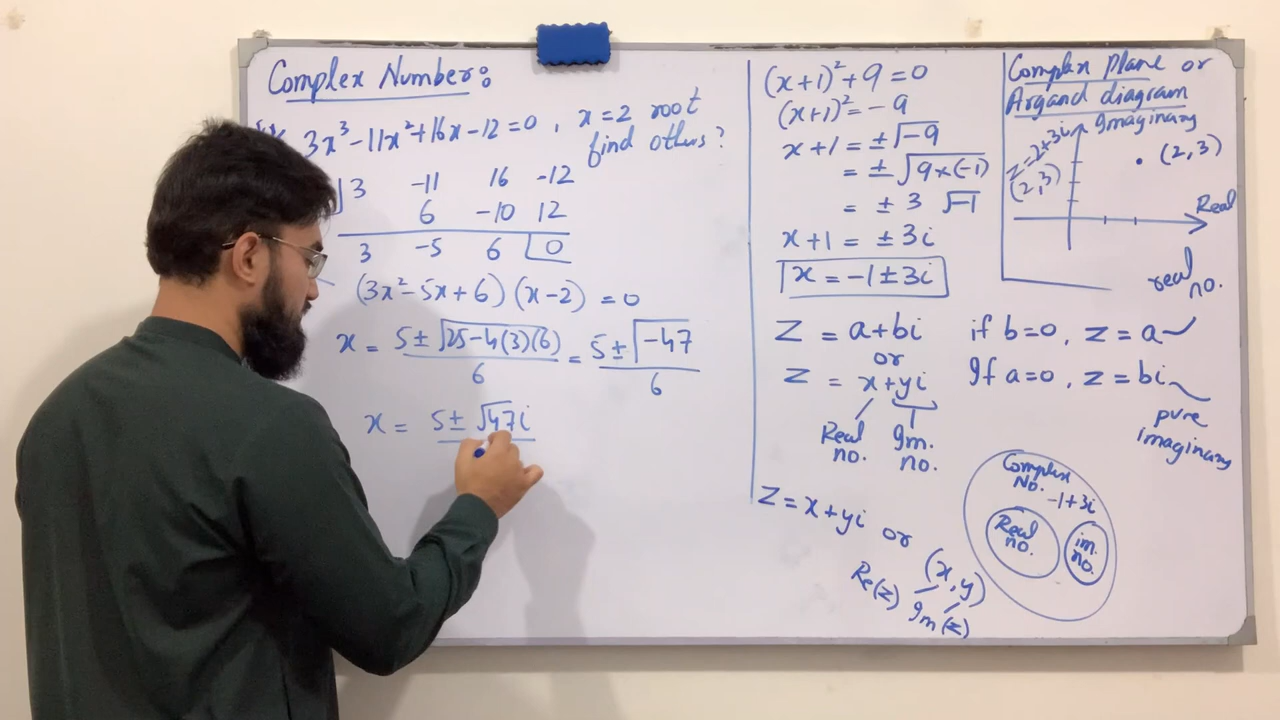 Complex Number:
3x³-11x²+16x-12=0, x=2 root
find others?
3 -11 16 -12
6 -10 12
3 -5 6 0
(3x²-5x+6)(x-2)=0
x = 5±√25-4(3)(6) / 6 = 5±√-47 / 6
x = 5±√47i
(x+1)²+9=0
(x+1)²=-9
x+1=±√-9
=±√9×(-1)
=±3 √-1
x+1=±3i
x=-1±3i
Z = a+bi
or
Z = x+yi
Real no.
Im. no.
if b=0, z=a
real no.
If a=0, z=bi
pure imaginary
Z=x+yi or (x,y)
Re(z)
Im(z)
Complex No.
-1+3i
Real no.
im. no.
Complex Plane or
Argand diagram
Imaginary
Z=2+3i
(2,3)
(2,3)
Real